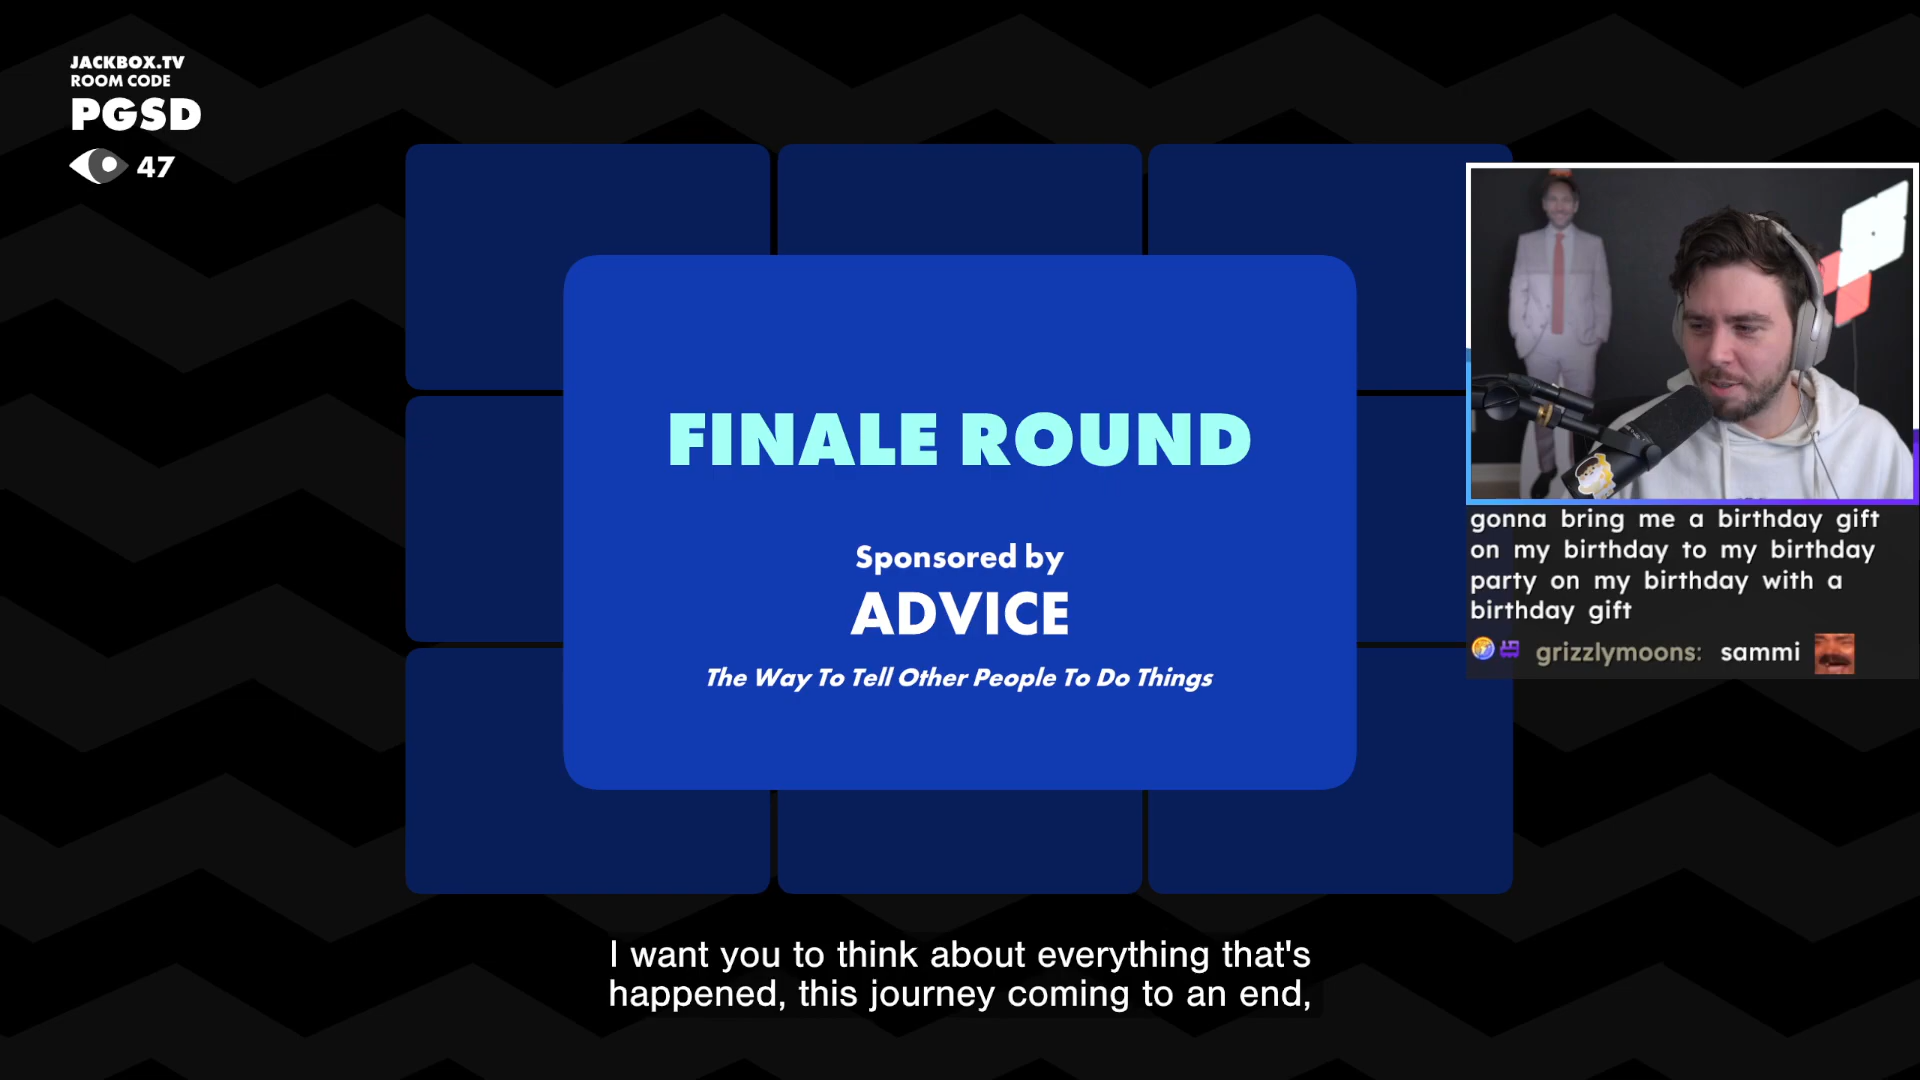 JACKBOX.TV
ROOM CODE
PGSD
47
FINALE ROUND
Sponsored by
ADVICE
The Way To Tell Other People To Do Things
gonna bring me a birthday gift
on my birthday to my birthday
party on my birthday with a
birthday gift
grizzlymoons: sammi
I want you to think about everything that's
happened, this journey coming to an end,